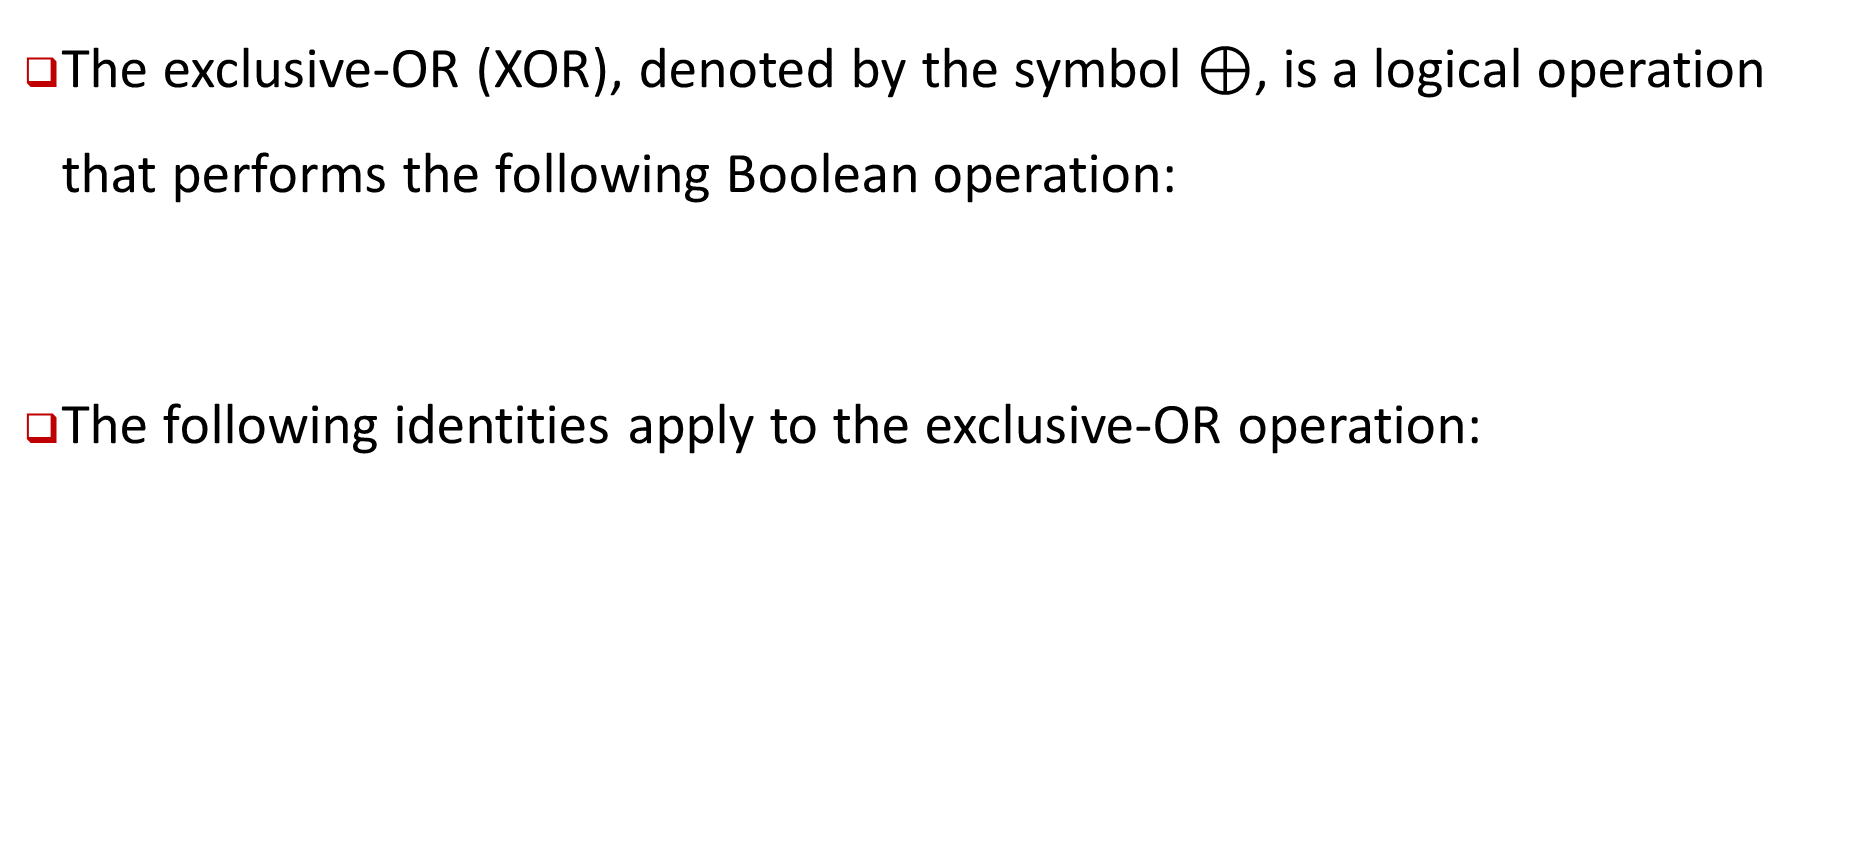 ❑The exclusive-OR (XOR), denoted by the symbol ⊕, is a logical operation
that performs the following Boolean operation:
❑The following identities apply to the exclusive-OR operation: